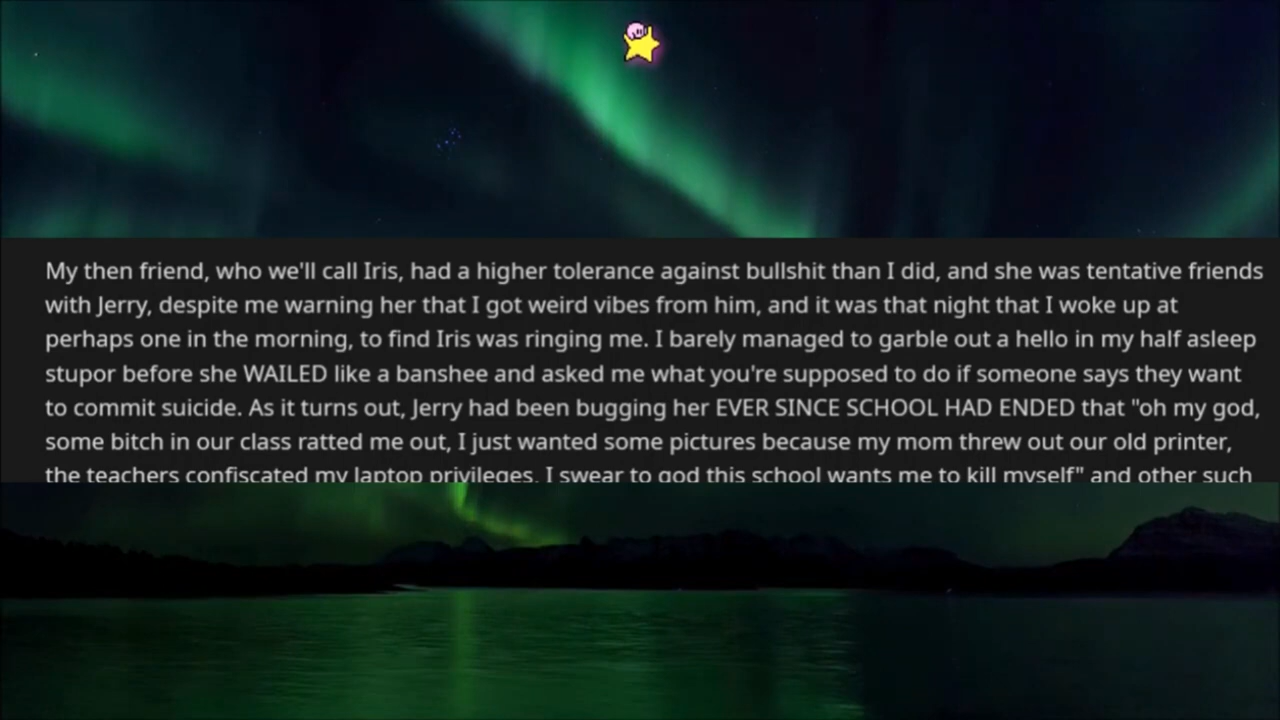 My then friend, who we'll call Iris, had a higher tolerance against bullshit than I did, and she was tentative friends
with Jerry, despite me warning her that I got weird vibes from him, and it was that night that I woke up at
perhaps one in the morning, to find Iris was ringing me. I barely managed to garble out a hello in my half asleep
stupor before she WAILED like a banshee and asked me what you're supposed to do if someone says they want
to commit suicide. As it turns out, Jerry had been bugging her EVER SINCE SCHOOL HAD ENDED that "oh my god,
some bitch in our class ratted me out, I just wanted some pictures because my mom threw out our old printer,
the teachers confiscated my laptop privileges, I swear to god this school wants me to kill myself" and other such